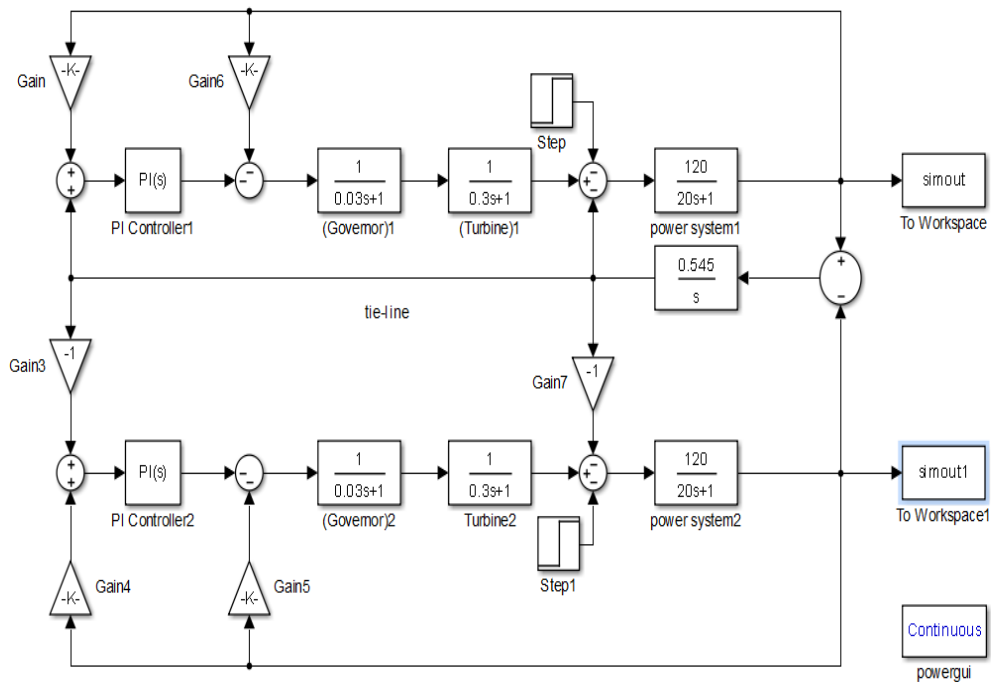 -K-
Gain
-K-
Gain6
Step
+
+
PI(s)
PI Controller1
−
−
1
0.03s+1
(Governor)1
1
0.3s+1
(Turbine)1
−
+
−
120
20s+1
power system1
simout
To Workspace
0.545
s
+
−
tie-line
-1
Gain3
-1
Gain7
+
+
PI(s)
PI Controller2
−
−
1
0.03s+1
(Governor)2
1
0.3s+1
Turbine2
−
+
−
120
20s+1
power system2
simout1
To Workspace1
Step1
-K-
Gain4
-K-
Gain5
Continuous
powergui